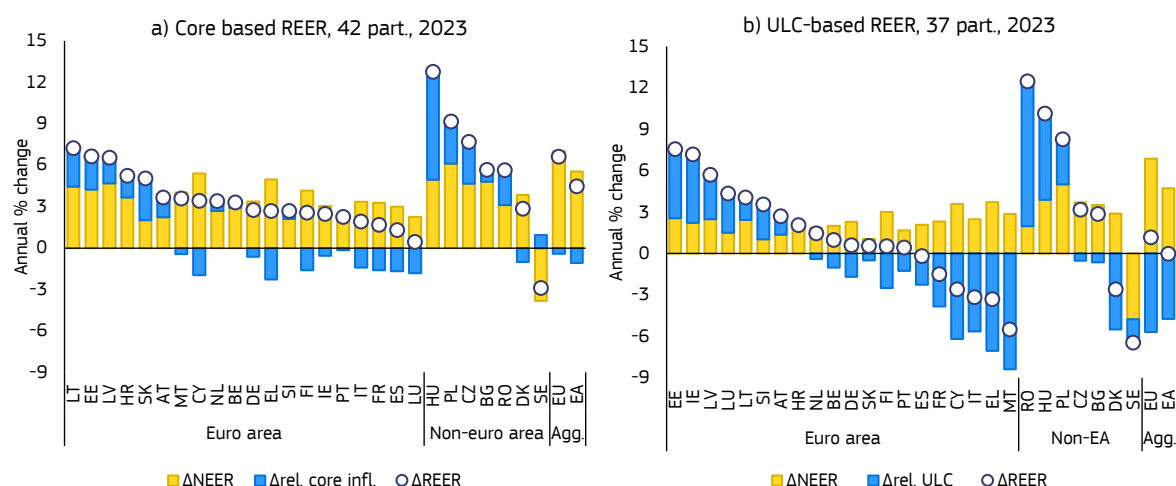 a) Core based REER, 42 part., 2023
Annual % change
15
12
9
6
3
0
-3
-6
-9
LT EE LV HR SK AT MT CY NL BE DE EL SI FI IE PT IT FR ES LU HU PL CZ BG RO DK SE EU EA
Euro area Non-euro area Agg.
ΔNEER Δrel. core infl. ΔREER
b) ULC-based REER, 37 part., 2023
Annual % change
15
12
9
6
3
0
-3
-6
-9
EE IE LV LU LT SI AT HR NL BE DE SK FI PT ES FR CY IT EL MT RO HU PL CZ BG DK SE EU EA
Euro area Non-EA Agg.
ΔNEER Δrel. ULC ΔREER